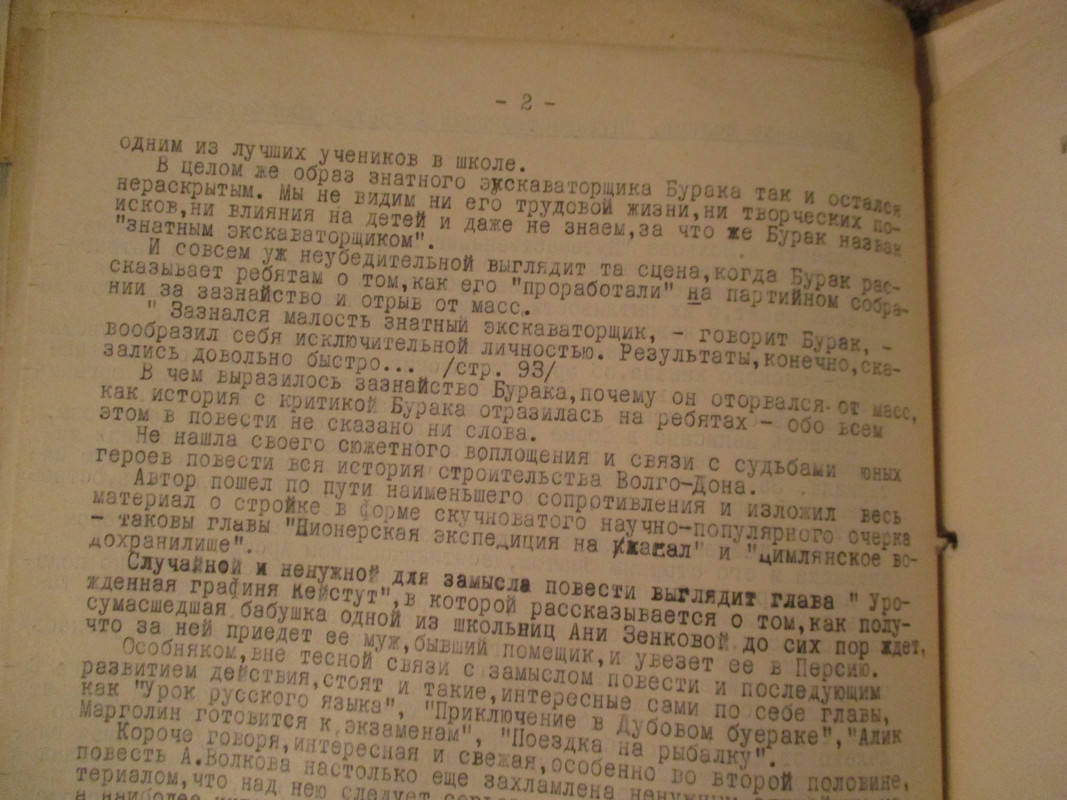 - 2 -
одним из лучших учеников в школе.
В целом же образ знатного экскаваторщика Бурака так и остался
нераскрытым. Мы не видим ни его трудовой жизни,ни творческих по-
исков,ни влияния на детей и даже не знаем,за что же Бурак назван
"знатным экскаваторщиком".
И совсем уж неубедительной выглядит та сцена,когда Бурак рас-
сказывает ребятам о том,как его "проработали" на партийном собра-
нии за зазнайство и отрыв от масс.
" Зазнался малость знатный экскаваторщик, - говорит Бурак, -
вообразил себя исключительной личностью. Результаты,конечно,ска-
зались довольно быстро... /стр. 93/
В чем выразилось зазнайство Бурака,почему он оторвался от масс,
как история с критикой Бурака отразилась на ребятах - обо всем
этом в повести не сказано ни слова.
Не нашла своего сюжетного воплощения и связи с судьбами юных
героев повести вся история строительства Волго-Дона.
Автор пошел по пути наименьшего сопротивления и изложил весь
материал о стройке в форме скучноватого научно-популярного очерка
- таковы главы "Пионерская экспедиция на канал" и "Цимлянское во-
дохранилише".
Случайной и ненужной для замысла повести выглядит глава " Уро-
жденная графиня Кейстут",в которой рассказывается о том,как полу-
сумасшедшая бабушка одной из школьниц Ани Зенковой до сих пор ждет,
что за ней приедет ее муж,бывший помещик,и увезет ее в Персию.
Особняком,вне тесной связи с замыслом повести и последующим
развитием действия,стоят и такие,интересные сами по себе главы,
как "Урок русского языка", "Приключение в Дубовом буераке","Алик
Марголин готовится к экзаменам", "Поездка на рыбалку".
Короче говоря,интересная и свежая,особенно во второй половине,
повесть А.Волкова настолько еще захламлена ненужным
териалом,что над нею следует
а наиболее